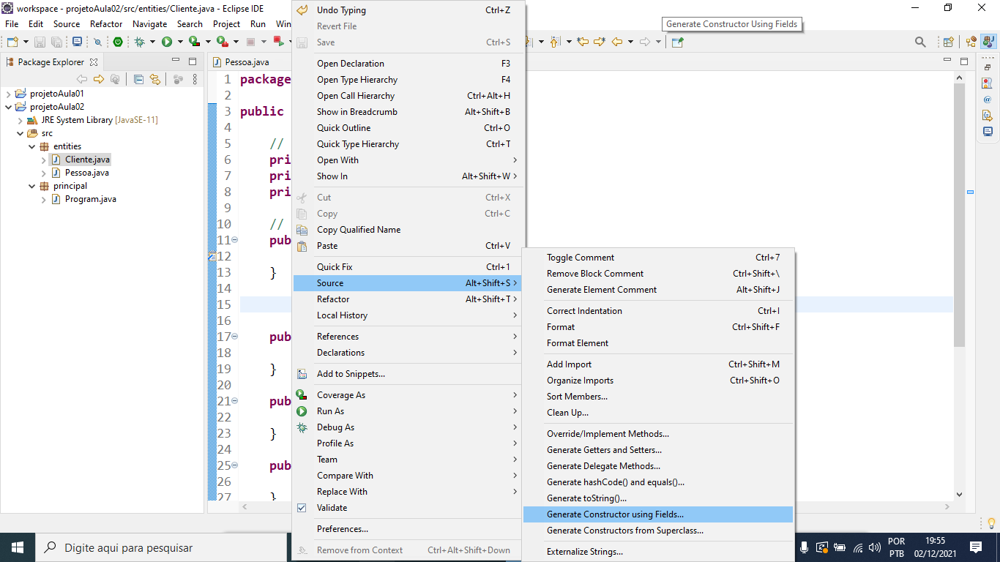 workspace - projetoAula02/src/entities/Cliente.java - Eclipse IDE
File Edit Source Refactor Navigate Search Project Run Win
Generate Constructor Using Fields
Package Explorer
projetoAula01
projetoAula02
JRE System Library [JavaSE-11]
src
entities
Cliente.java
Pessoa.java
principal
Program.java
Pessoa.java
1 package
2
3 public
4
5 //
6 pri
7 pri
8 pri
9
10 //
11 pub
12
13 }
14
15
16
17 pub
18
19 }
20
21 pub
22
23 }
24
25 pub
26
27 }
Undo Typing Ctrl+Z
Revert File
Save Ctrl+S
Open Declaration F3
Open Type Hierarchy F4
Open Call Hierarchy Ctrl+Alt+H
Show in Breadcrumb Alt+Shift+B
Quick Outline Ctrl+O
Quick Type Hierarchy Ctrl+T
Open With
Show In Alt+Shift+W
Cut Ctrl+X
Copy Ctrl+C
Copy Qualified Name
Paste Ctrl+V
Quick Fix Ctrl+1
Source Alt+Shift+S
Refactor Alt+Shift+T
Local History
References
Declarations
Add to Snippets...
Coverage As
Run As
Debug As
Profile As
Team
Compare With
Replace With
Validate
Preferences...
Remove from Context Ctrl+Alt+Shift+Down
Toggle Comment Ctrl+7
Remove Block Comment Ctrl+Shift+\
Generate Element Comment Alt+Shift+J
Correct Indentation Ctrl+I
Format Ctrl+Shift+F
Format Element
Add Import Ctrl+Shift+M
Organize Imports Ctrl+Shift+O
Sort Members...
Clean Up...
Override/Implement Methods...
Generate Getters and Setters...
Generate Delegate Methods...
Generate hashCode() and equals()...
Generate toString()...
Generate Constructor using Fields...
Generate Constructors from Superclass...
Externalize Strings...
Digite aqui para pesquisar
POR
PTB
19:55
02/12/2021